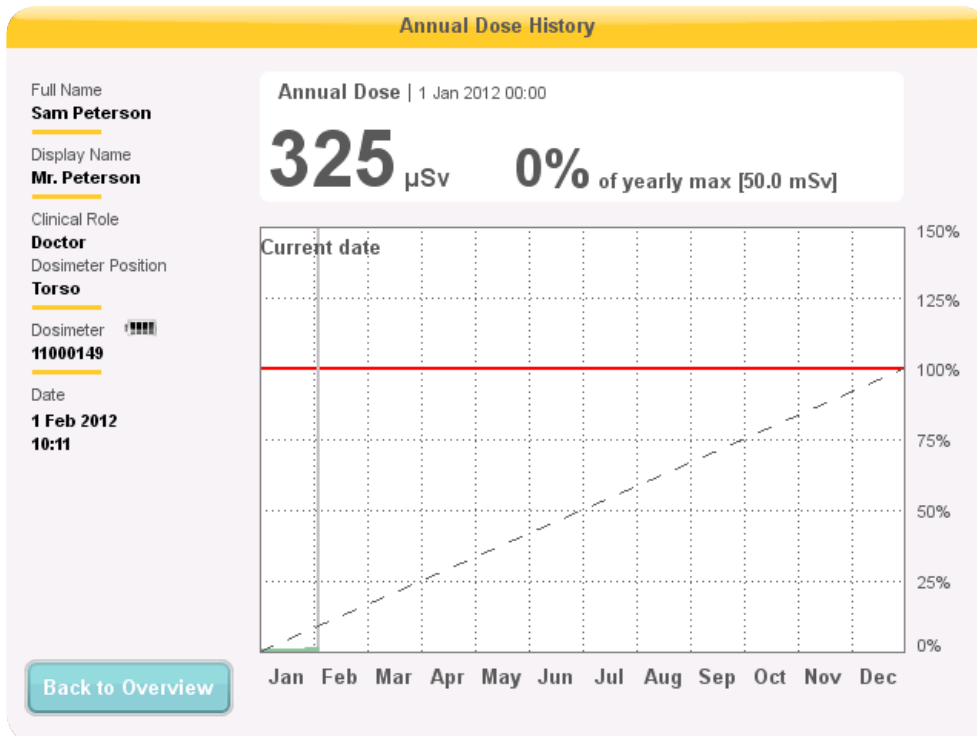 Annual Dose History
Full Name
Sam Peterson
Display Name
Mr. Peterson
Clinical Role
Doctor
Dosimeter Position
Torso
Dosimeter
11000149
Date
1 Feb 2012
10:11
Back to Overview
Annual Dose | 1 Jan 2012 00:00
325 µSv 0% of yearly max [50.0 mSv]
Current date
150%
125%
100%
75%
50%
25%
0%
Jan Feb Mar Apr May Jun Jul Aug Sep Oct Nov Dec